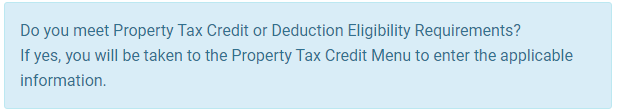 Do you meet Property Tax Credit or Deduction Eligibility Requirements?
If yes, you will be taken to the Property Tax Credit Menu to enter the applicable
information.